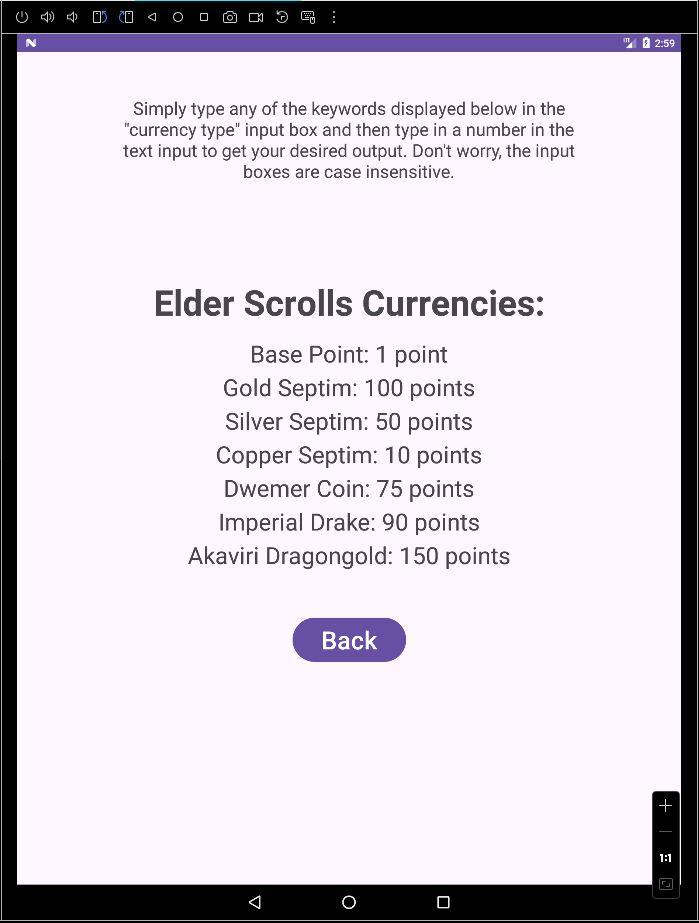 N
LTE 2:59
Simply type any of the keywords displayed below in the
"currency type" input box and then type in a number in the
text input to get your desired output. Don't worry, the input
boxes are case insensitive.
Elder Scrolls Currencies:
Base Point: 1 point
Gold Septim: 100 points
Silver Septim: 50 points
Copper Septim: 10 points
Dwemer Coin: 75 points
Imperial Drake: 90 points
Akaviri Dragongold: 150 points
Back
1:1